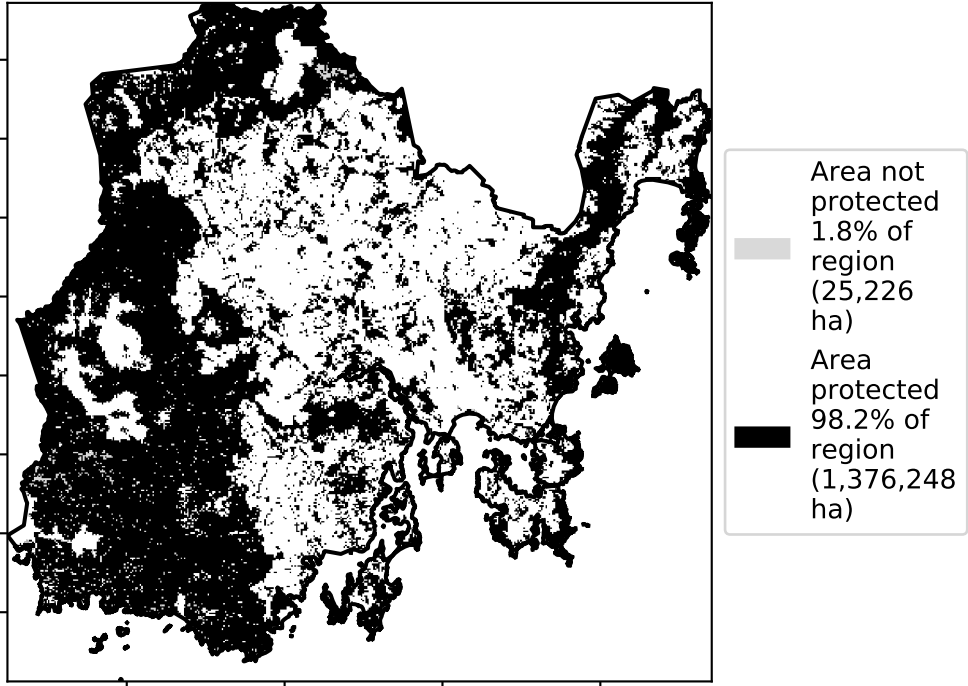 Area not
protected
1.8% of
region
(25,226
ha)
Area
protected
98.2% of
region
(1,376,248
ha)